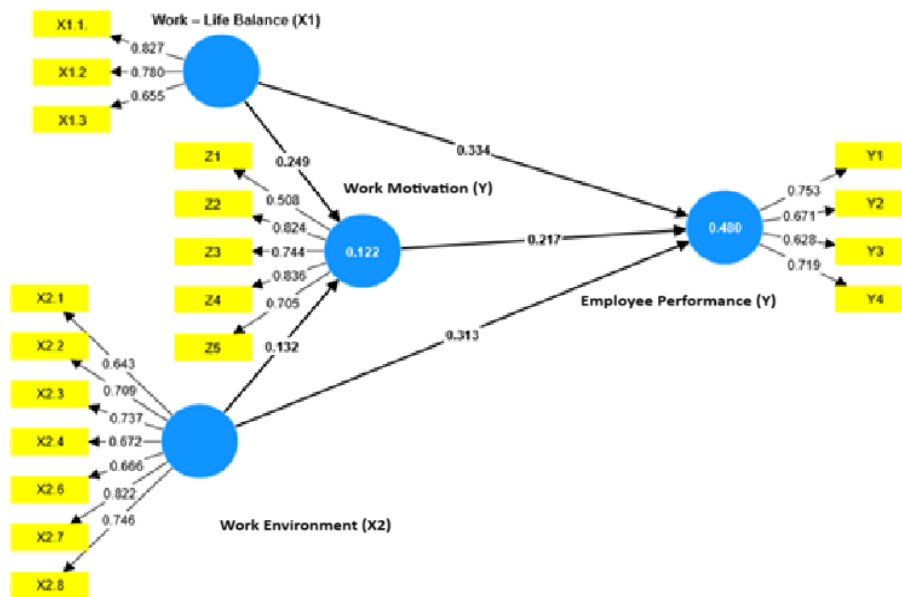 Work – Life Balance (X1)
X1.1.
0.827
X1.2
0.780
X1.3
0.655
0.334
0.249
Z1
0.508
Work Motivation (Y)
Z2
0.824
Z3
0.744
0.122
0.217
Z4
0.836
Z5
0.705
Y1
0.753
Y2
0.671
0.480
Y3
0.628
Y4
0.719
Employee Performance (Y)
0.313
0.132
X2.1
0.643
X2.2
0.709
X2.3
0.737
X2.4
0.672
X2.6
0.666
X2.7
0.822
X2.8
0.746
Work Environment (X2)